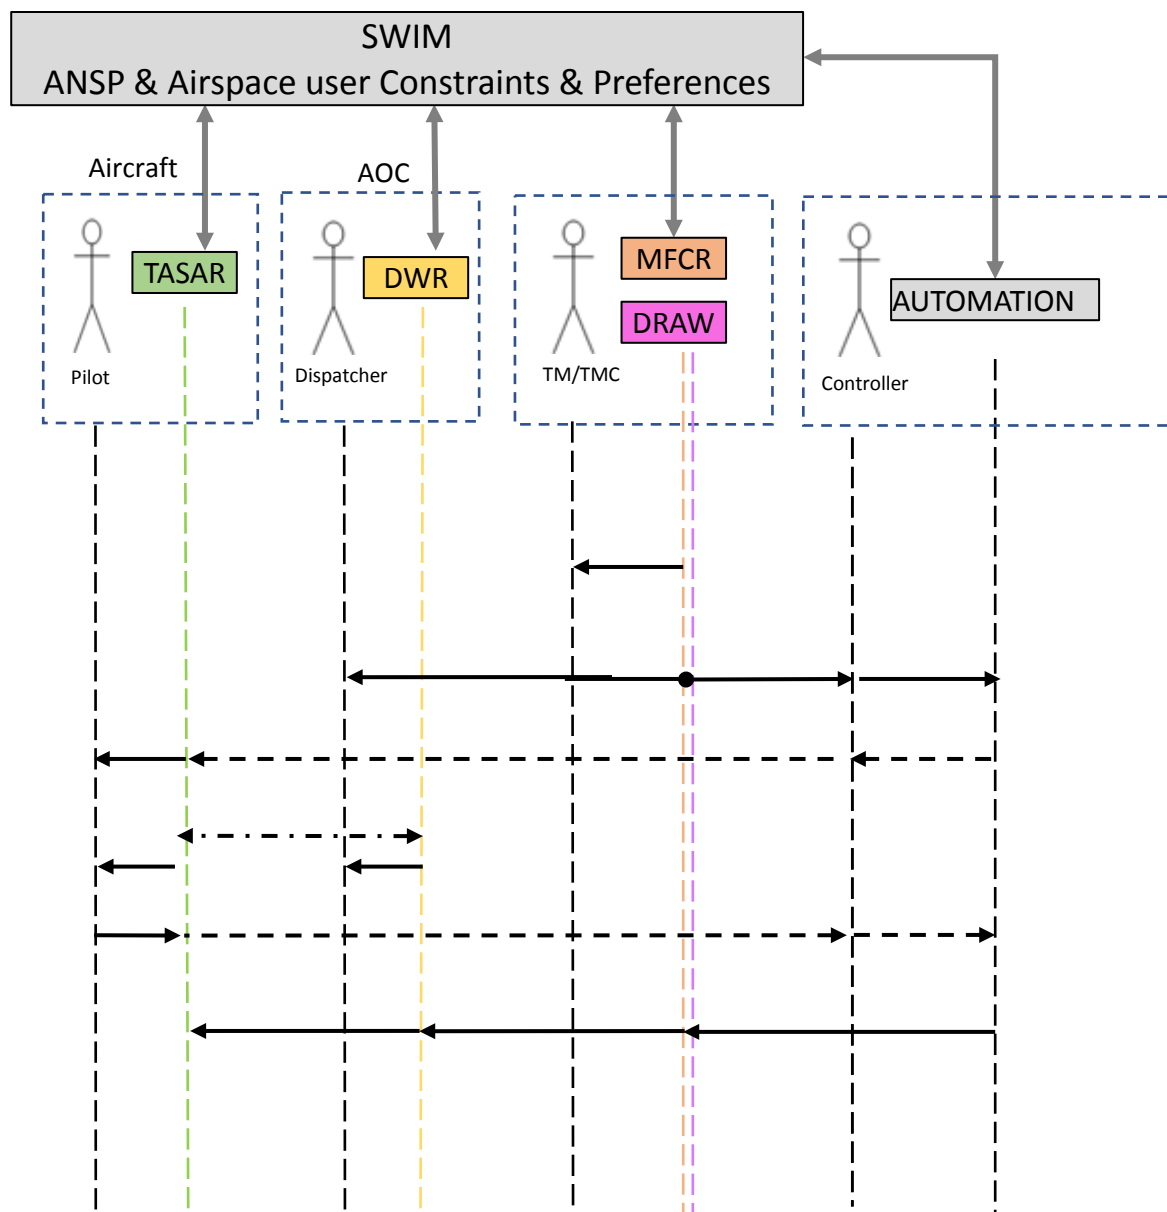 SWIM
ANSP & Airspace user Constraints & Preferences
Aircraft
AOC
TASAR
DWR
MFCR
DRAW
AUTOMATION
Pilot
Dispatcher
TM/TMC
Controller